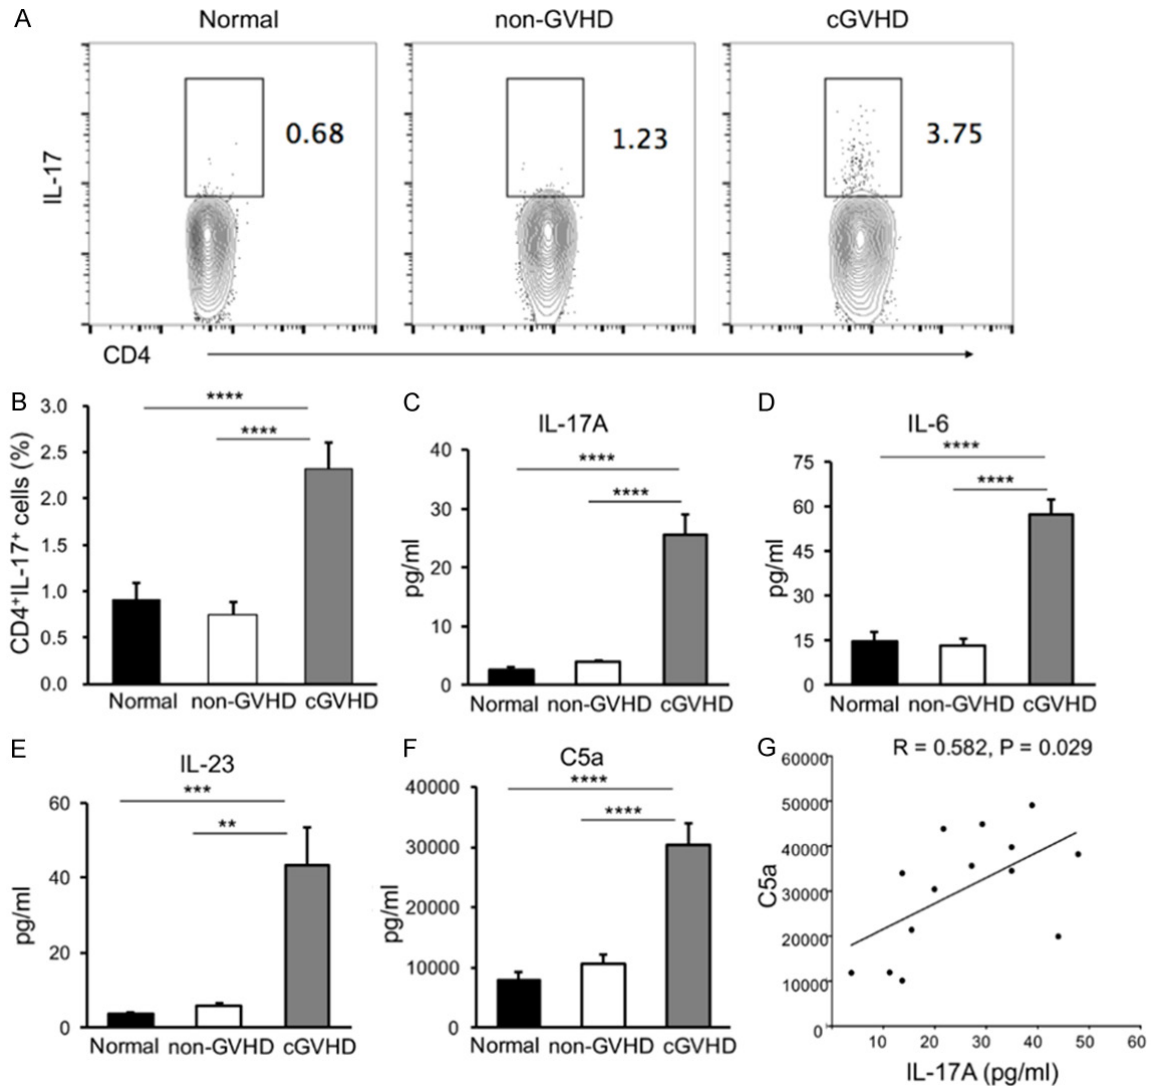 A
Normal
non-GVHD
cGVHD
IL-17
0.68
1.23
3.75
CD4
B
CD4+IL-17+ cells (%)
3.0
2.5
2.0
1.5
1.0
0.5
0.0
****
****
Normal non-GVHD cGVHD
C
IL-17A
pg/ml
40
30
20
10
0
****
****
Normal non-GVHD cGVHD
D
IL-6
pg/ml
75
60
45
30
15
0
****
****
Normal non-GVHD cGVHD
E
IL-23
pg/ml
60
40
20
0
***
**
Normal non-GVHD cGVHD
F
C5a
pg/ml
40000
30000
20000
10000
0
****
****
Normal non-GVHD cGVHD
G
R = 0.582, P = 0.029
C5a
60000
50000
40000
30000
20000
10000
0
10 20 30 40 50 60
IL-17A (pg/ml)